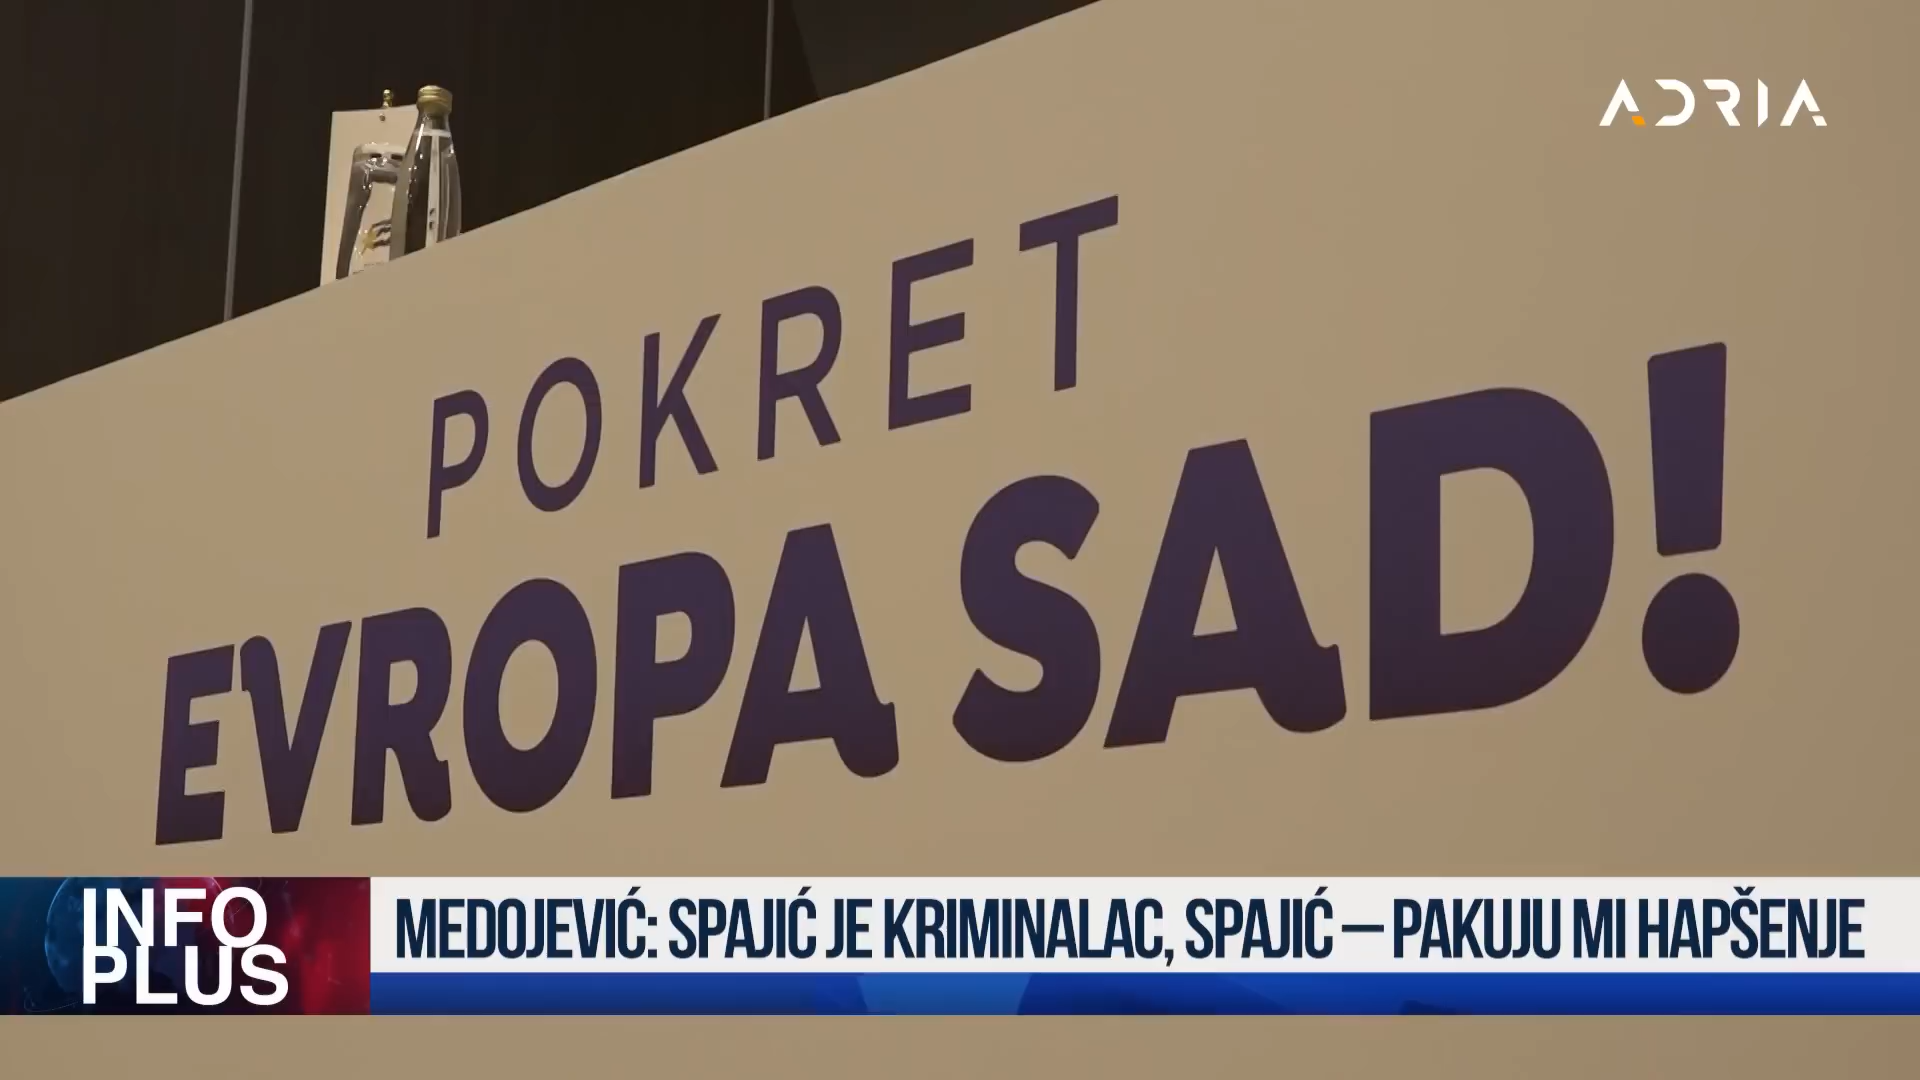 ADRIA
POKRET
EVROPA SAD!
INFO
PLUS
MEDOJEVIĆ: SPAJIĆ JE KRIMINALAC, SPAJIĆ – PAKUJU MI HAPŠENJE